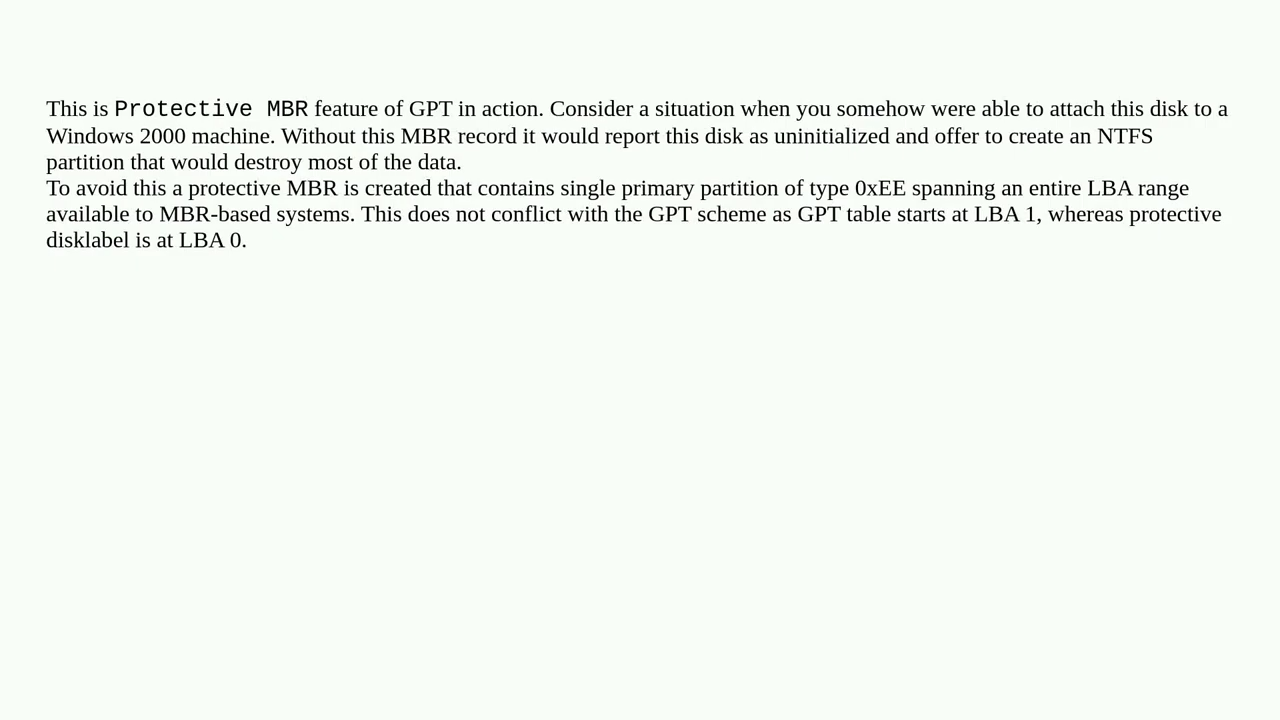 This is Protective MBR feature of GPT in action. Consider a situation when you somehow were able to attach this disk to a
Windows 2000 machine. Without this MBR record it would report this disk as uninitialized and offer to create an NTFS
partition that would destroy most of the data.
To avoid this a protective MBR is created that contains single primary partition of type 0xEE spanning an entire LBA range
available to MBR-based systems. This does not conflict with the GPT scheme as GPT table starts at LBA 1, whereas protective
disklabel is at LBA 0.